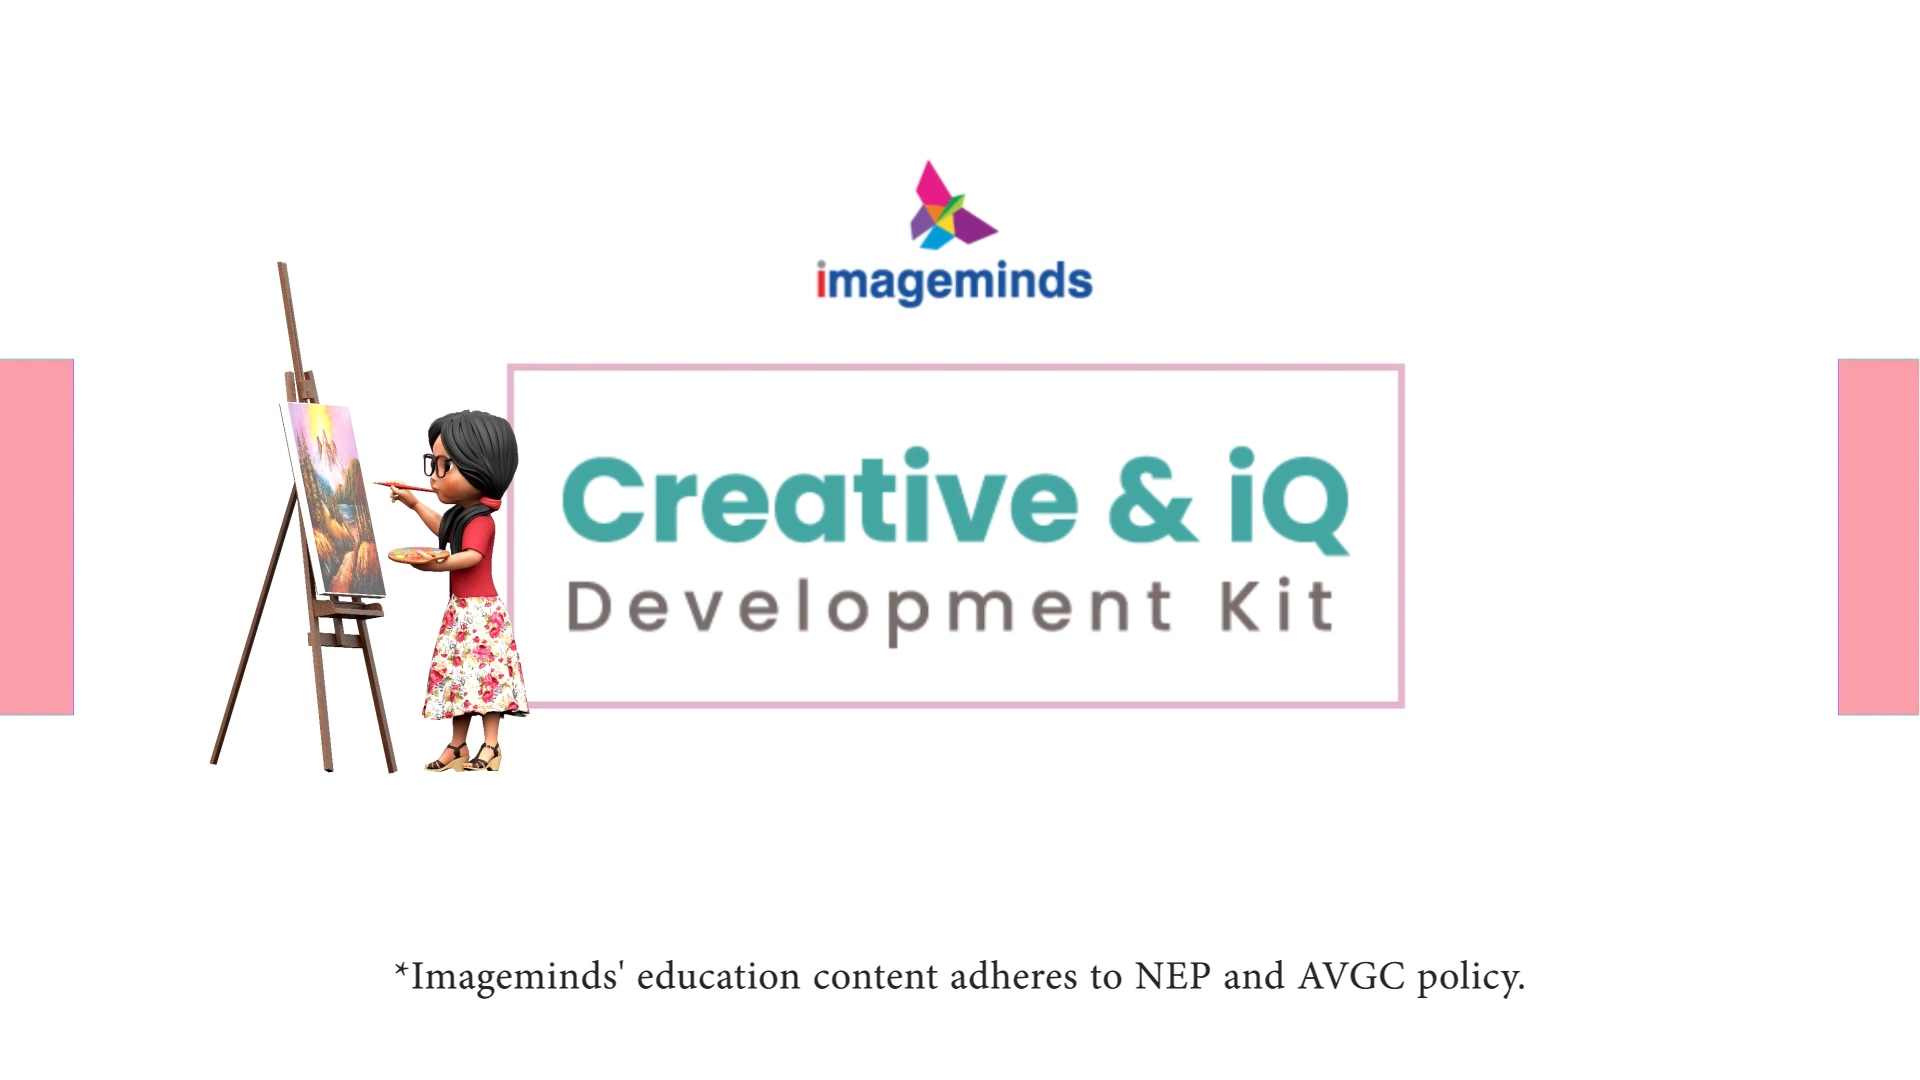 imageminds
Creative & iQ
Development Kit
*Imageminds' education content adheres to NEP and AVGC policy.